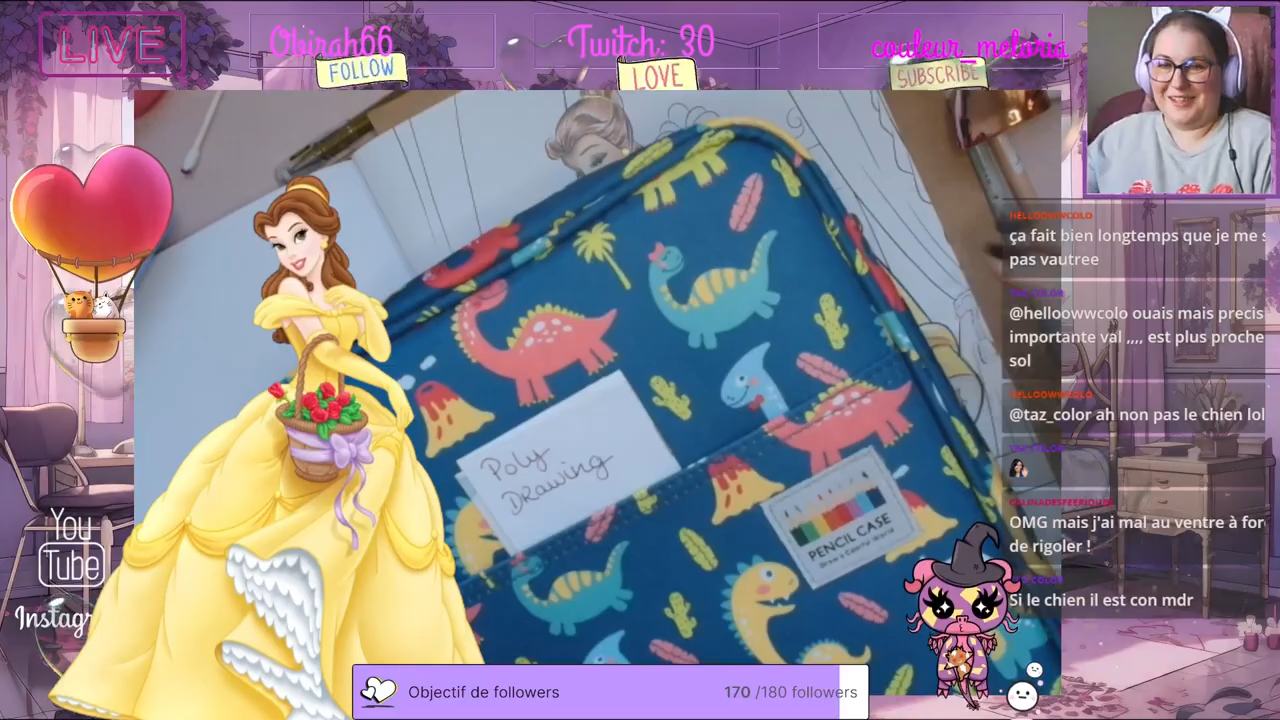 LIVE
Obirah66
FOLLOW
Twitch: 30
LOVE
couleur_meloria
SUBSCRIBE
HELLOOWWCOLO
ça fait bien longtemps que je me s
pas vautree
@helloowwcolo ouais mais precis
importante val ,,,, est plus proche
sol
HELLOOWWCOLO
@taz_color ah non pas le chien lol
OMG mais j'ai mal au ventre à for
de rigoler !
Si le chien il est con mdr
Poly
Drawing
PENCIL CASE
You
Tube
Instag
Objectif de followers
170 /180 followers